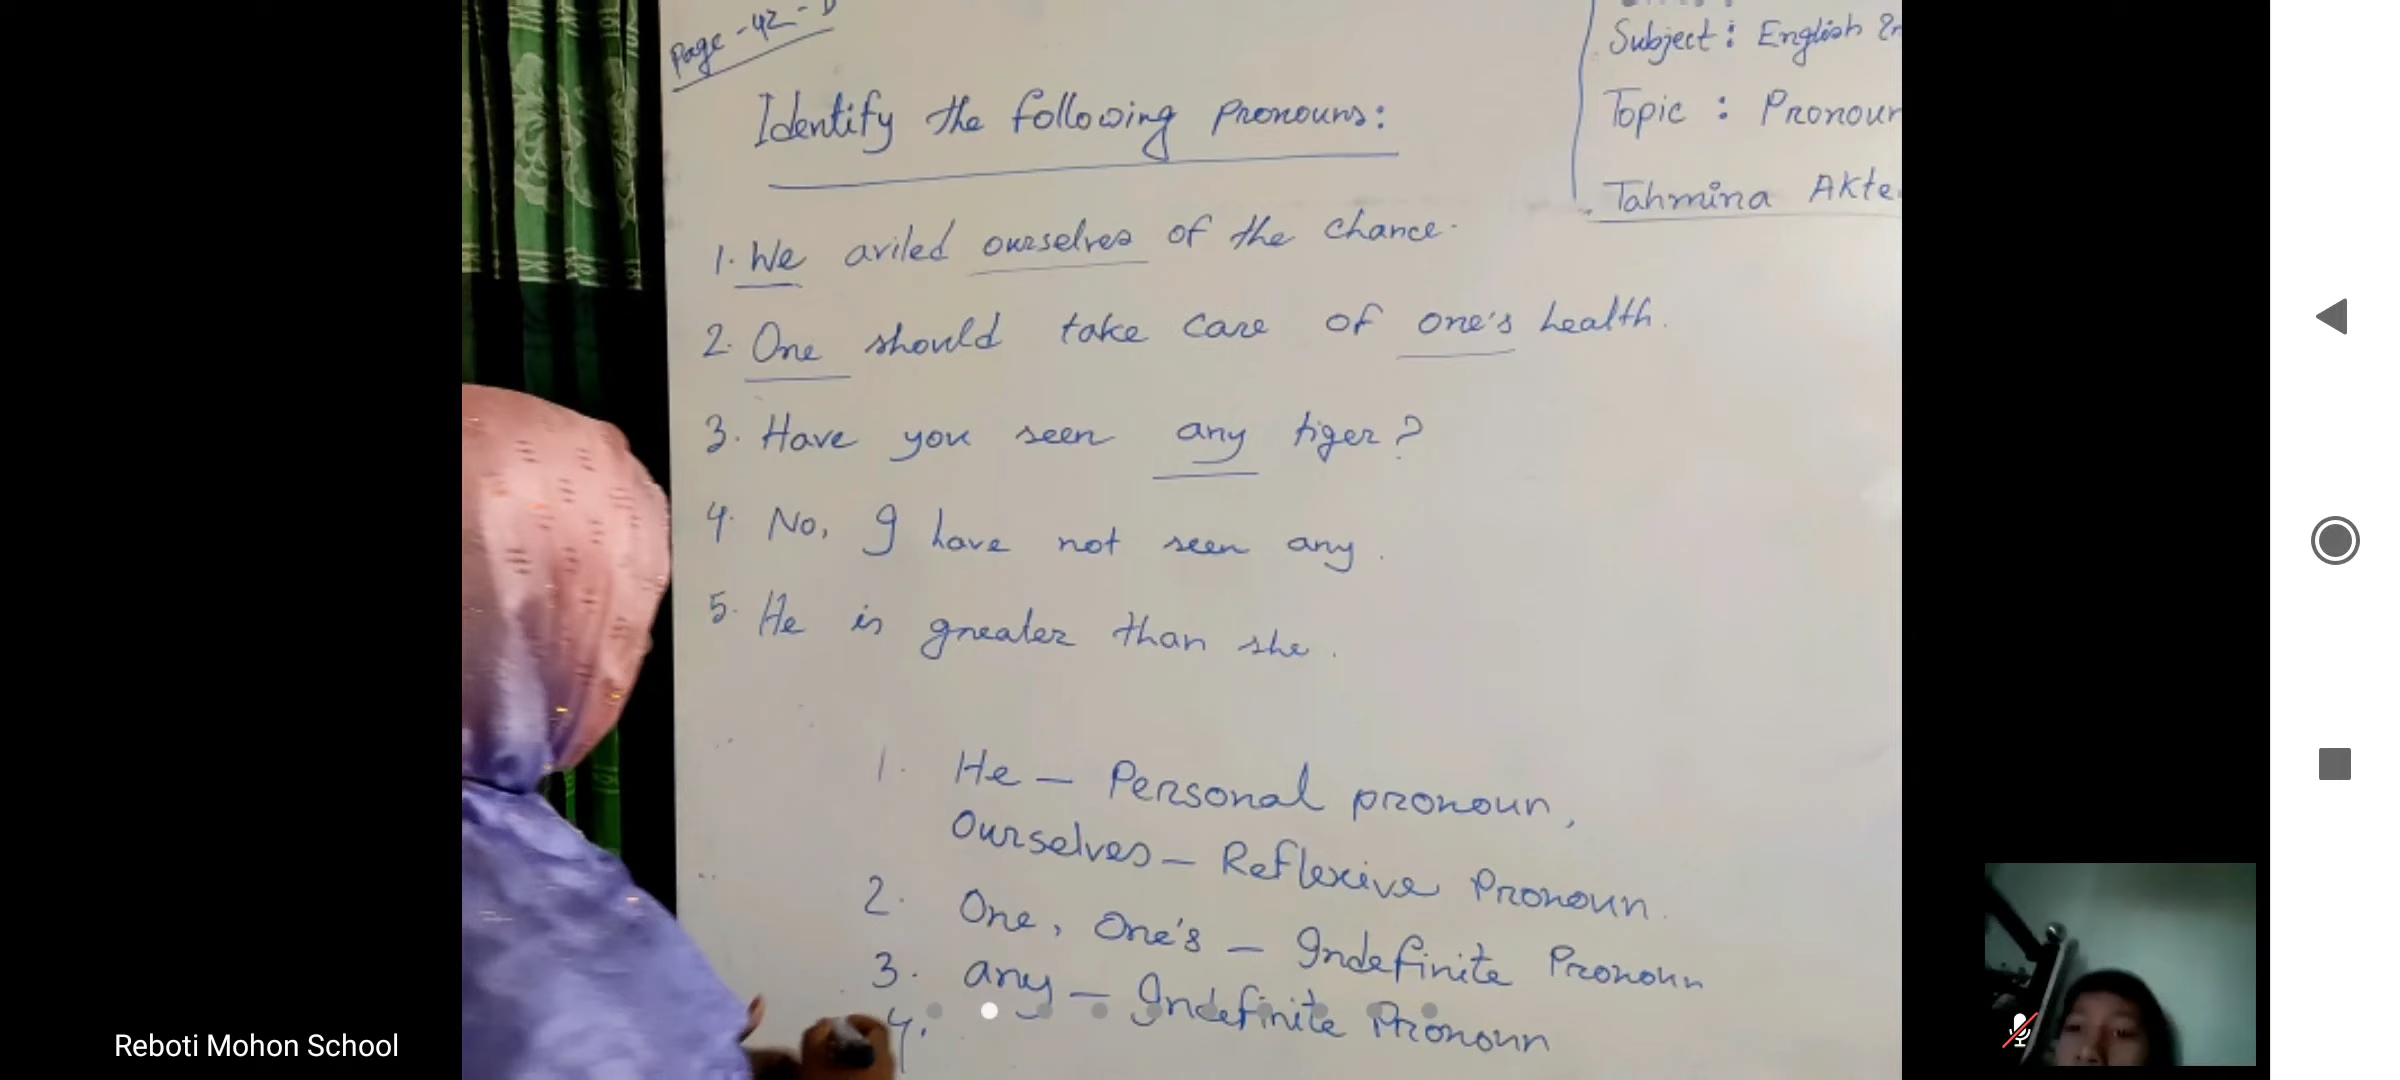 Page - 42 - D
Subject : English
Topic : Pronoun
Tahmina Akte
Identify the following Pronouns:
1. We aviled ourselves of the chance.
2. One should take care of one's health.
3. Have you seen any tiger?
4. No, I have not seen any.
5. He is greater than she.
1. He – Personal pronoun,
Ourselves – Reflexive Pronoun.
2. One, One's – Indefinite Pronoun
3. any – Indefinite Pronoun
4.
Reboti Mohon School